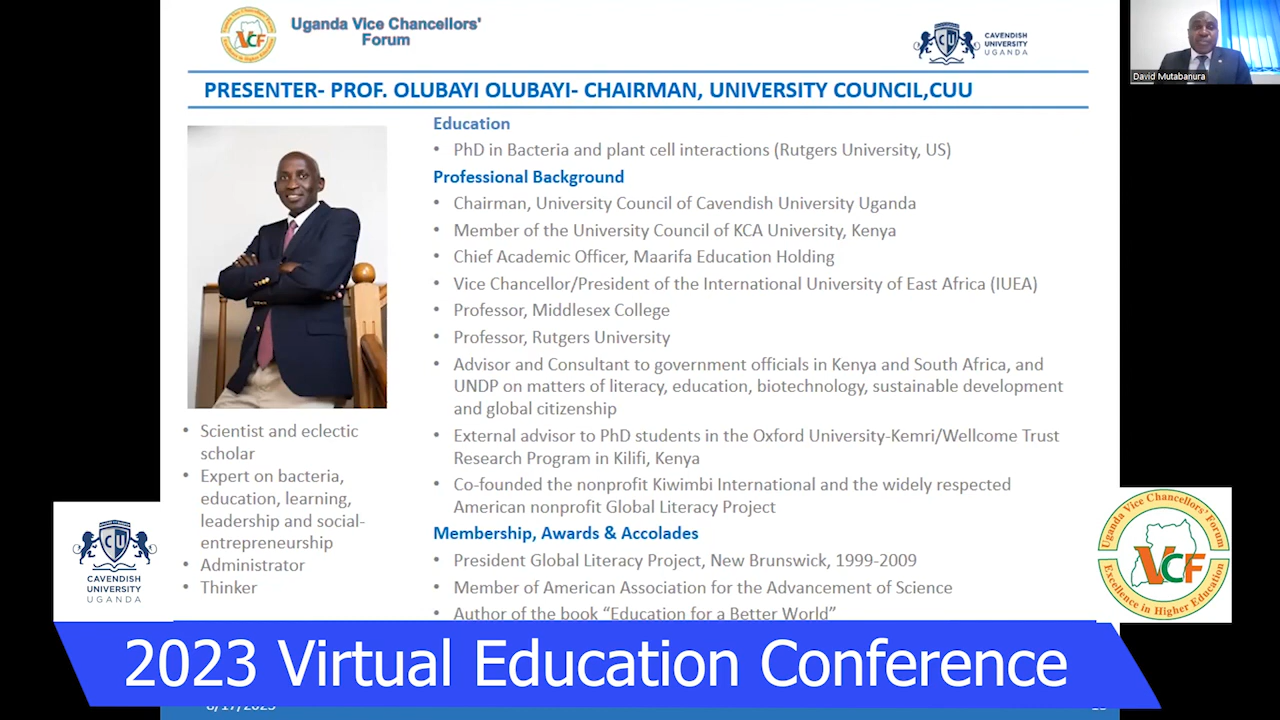 Uganda Vice Chancellors'
Forum
VCF
CU
CAVENDISH
UNIVERSITY
UGANDA
David Mutabanura
PRESENTER- PROF. OLUBAYI OLUBAYI- CHAIRMAN, UNIVERSITY COUNCIL,CUU
Education
• PhD in Bacteria and plant cell interactions (Rutgers University, US)
Professional Background
• Chairman, University Council of Cavendish University Uganda
• Member of the University Council of KCA University, Kenya
• Chief Academic Officer, Maarifa Education Holding
• Vice Chancellor/President of the International University of East Africa (IUEA)
• Professor, Middlesex College
• Professor, Rutgers University
• Advisor and Consultant to government officials in Kenya and South Africa, and
UNDP on matters of literacy, education, biotechnology, sustainable development
and global citizenship
• External advisor to PhD students in the Oxford University-Kemri/Wellcome Trust
Research Program in Kilifi, Kenya
• Co-founded the nonprofit Kiwimbi International and the widely respected
American nonprofit Global Literacy Project
Membership, Awards & Accolades
• President Global Literacy Project, New Brunswick, 1999-2009
• Member of American Association for the Advancement of Science
• Author of the book “Education for a Better World”
• Scientist and eclectic
scholar
• Expert on bacteria,
education, learning,
leadership and social-
entrepreneurship
• Administrator
• Thinker
CU
CAVENDISH
UNIVERSITY
UGANDA
Uganda Vice Chancellors' Forum
VCF
Excellence in Higher Education
2023 Virtual Education Conference